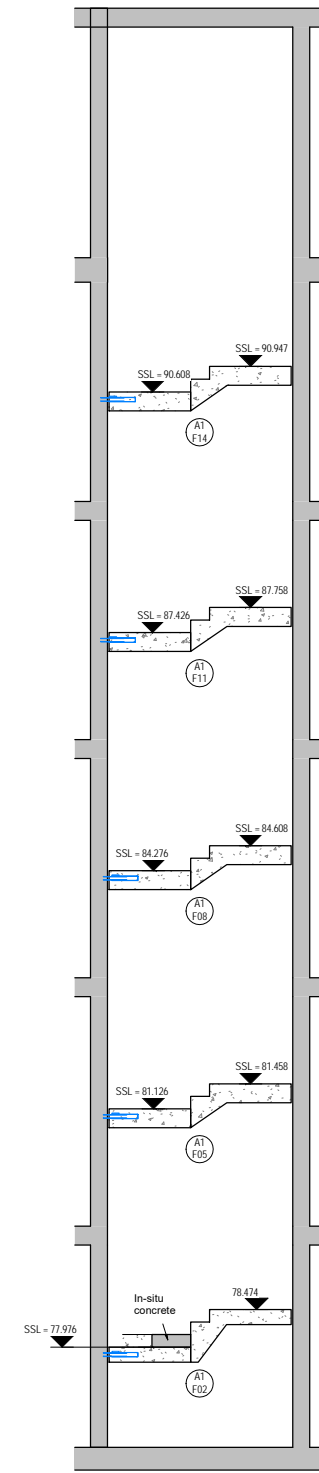 SSL = 90.947
SSL = 90.608
A1
F14
SSL = 87.758
SSL = 87.426
A1
F11
SSL = 84.608
SSL = 84.276
A1
F08
SSL = 81.458
SSL = 81.126
A1
F05
In-situ
concrete
78.474
SSL = 77.976
A1
F02